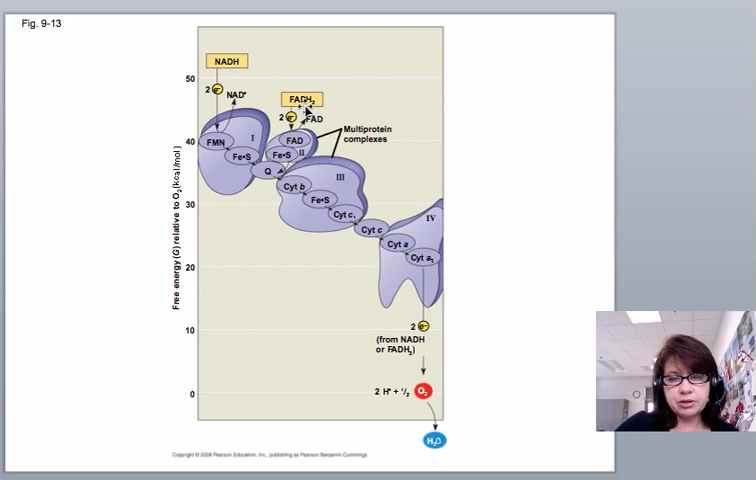 Fig. 9-13
NADH
50
2 e–
NAD+
FADH2
2 e–
FAD
Multiprotein
complexes
I
40
FMN
FAD
Fe•S
II
Fe•S
Q
III
Cyt b
30
Fe•S
Cyt c1
IV
Cyt c
Cyt a
Cyt a3
20
Free energy (G) relative to O2 (kcal/mol)
10
2 e–
(from NADH
or FADH2)
0
2 H+ + 1/2
O2
H2O
Copyright © 2008 Pearson Education, Inc., publishing as Pearson Benjamin Cummings.